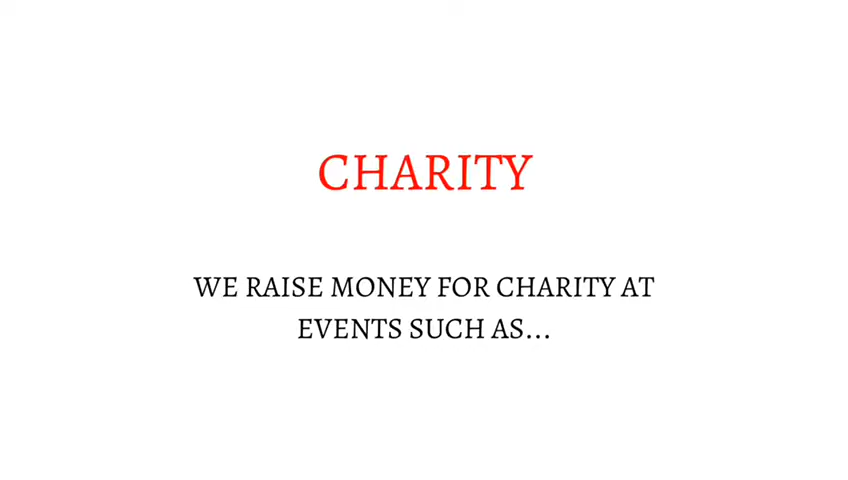 CHARITY
WE RAISE MONEY FOR CHARITY AT
EVENTS SUCH AS...